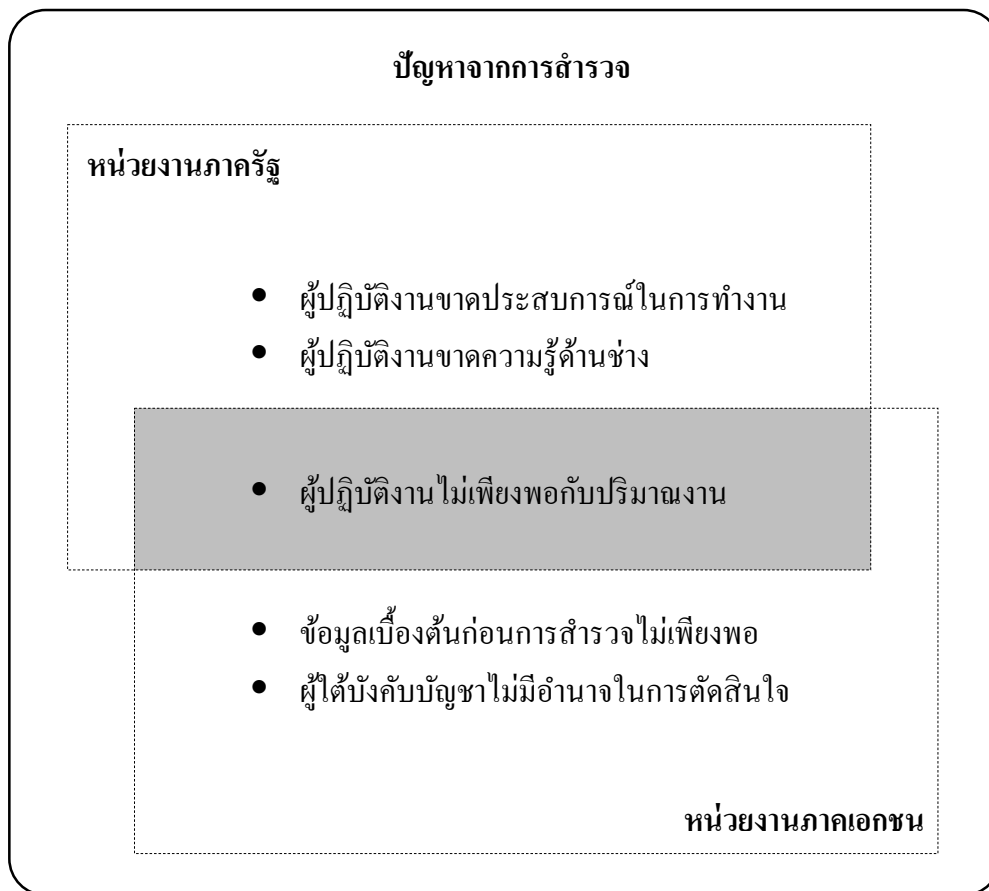 ปัญหาจากการสำรวจ
หน่วยงานภาครัฐ
• ผู้ปฏิบัติงานขาดประสบการณ์ในการทำงาน
• ผู้ปฏิบัติงานขาดความรู้ด้านช่าง
• ผู้ปฏิบัติงานไม่เพียงพอกับปริมาณงาน
• ข้อมูลเบื้องต้นก่อนการสำรวจไม่เพียงพอ
• ผู้ใต้บังคับบัญชาไม่มีอำนาจในการตัดสินใจ
หน่วยงานภาคเอกชน